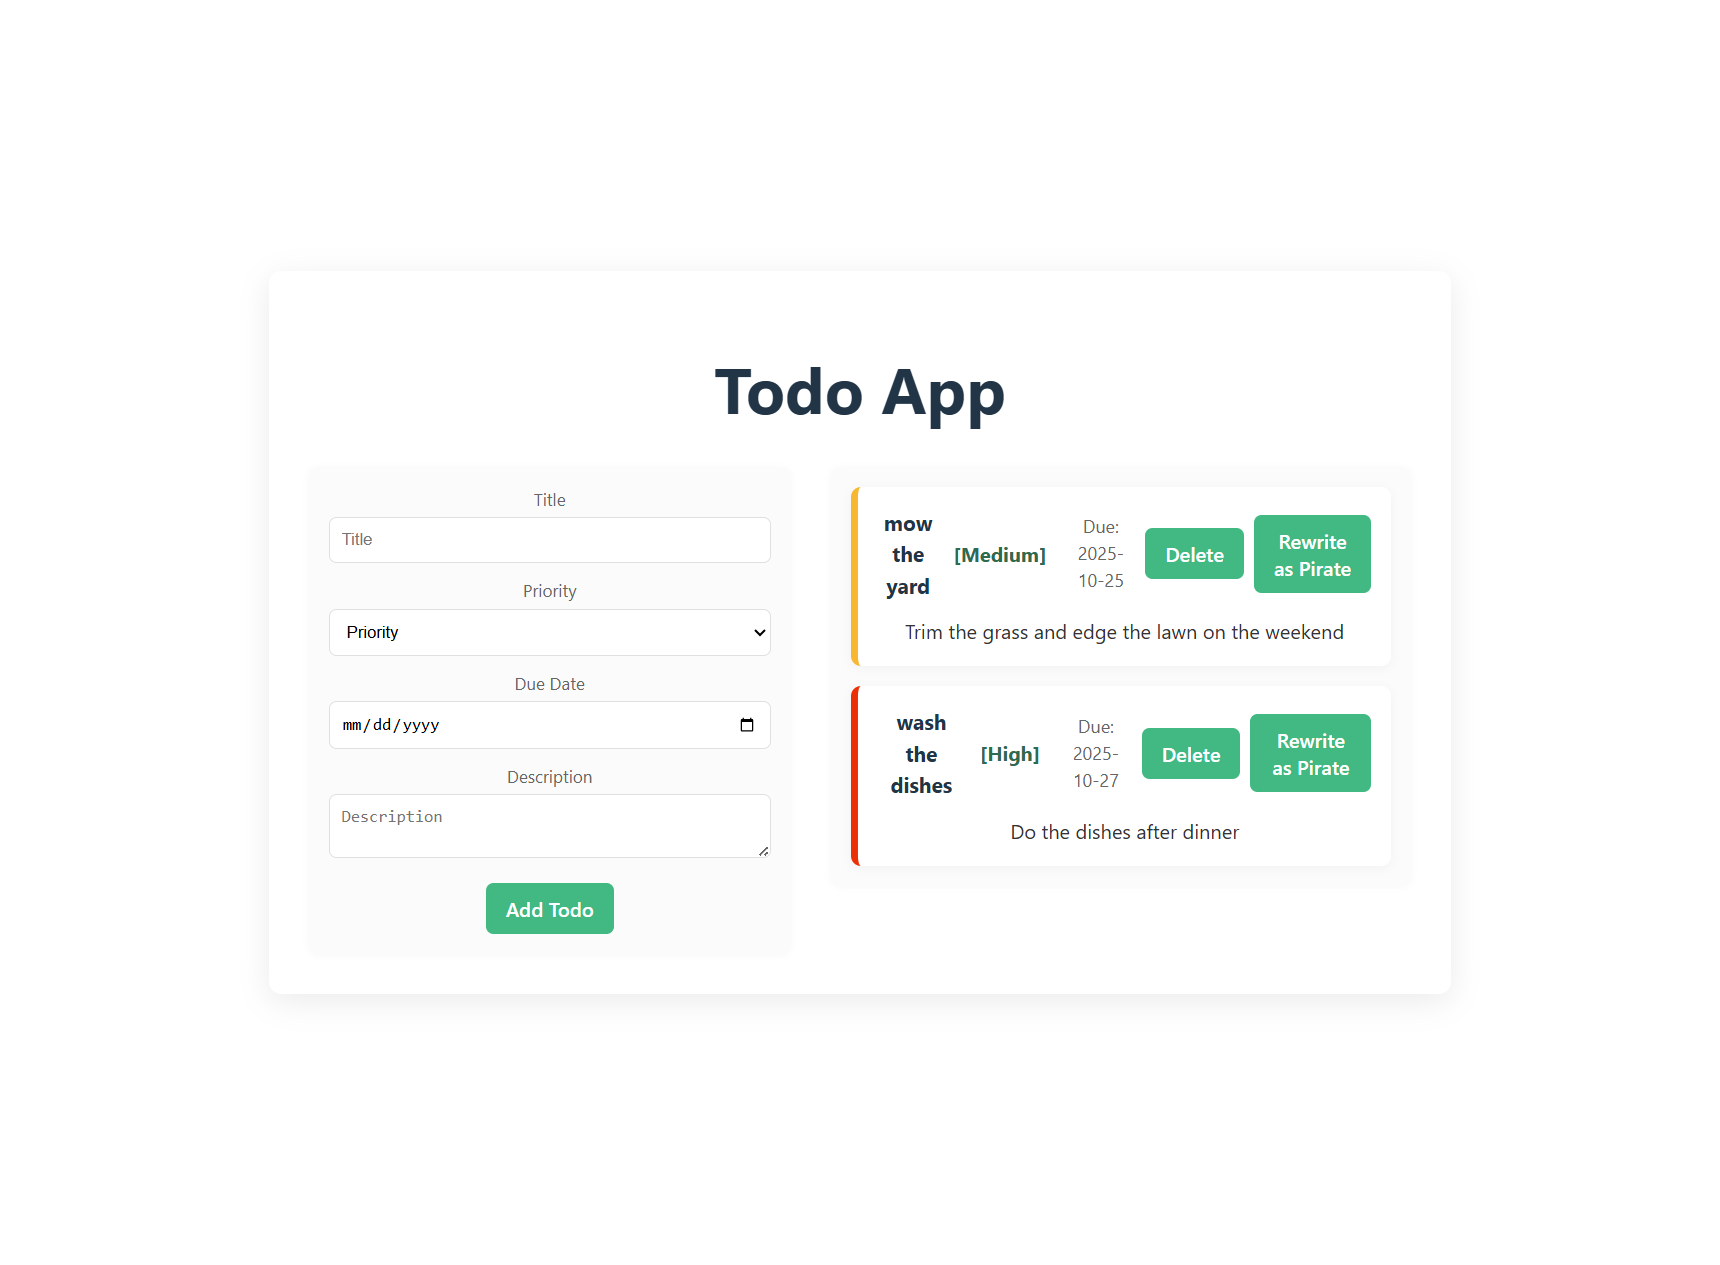 Todo App
Title
Title
Priority
Priority
Due Date
mm/dd/yyyy
Description
Description
Add Todo
mow
the
yard
[Medium]
Due:
2025-
10-25
Delete
Rewrite
as Pirate
Trim the grass and edge the lawn on the weekend
wash
the
dishes
[High]
Due:
2025-
10-27
Delete
Rewrite
as Pirate
Do the dishes after dinner